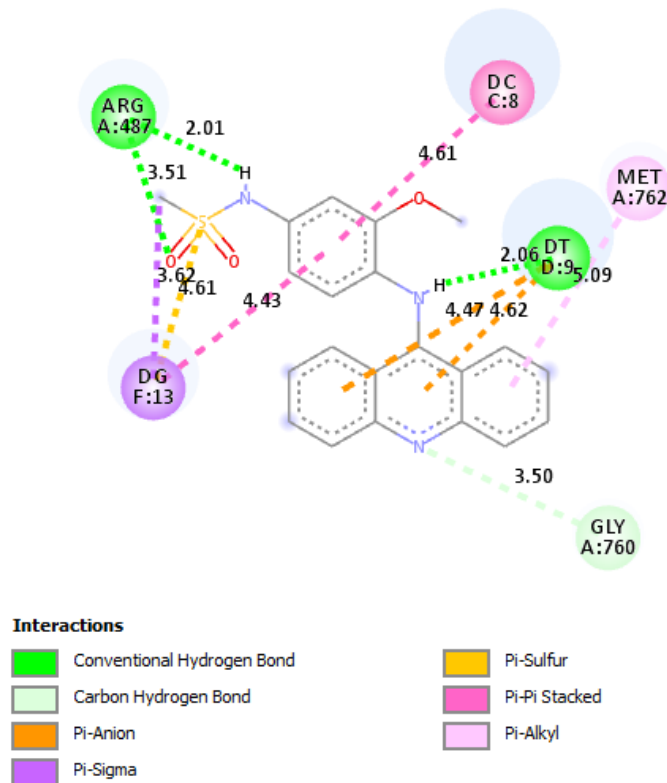 DC
C:8
ARG
A:487
2.01
H
N
3.51
4.61
MET
A:762
S
O
O
O
3.62
4.61
4.43
2.06
DT
D:9
5.09
H
N
4.47
4.62
DG
F:13
N
3.50
GLY
A:760
Interactions
Conventional Hydrogen Bond
Carbon Hydrogen Bond
Pi-Anion
Pi-Sigma
Pi-Sulfur
Pi-Pi Stacked
Pi-Alkyl